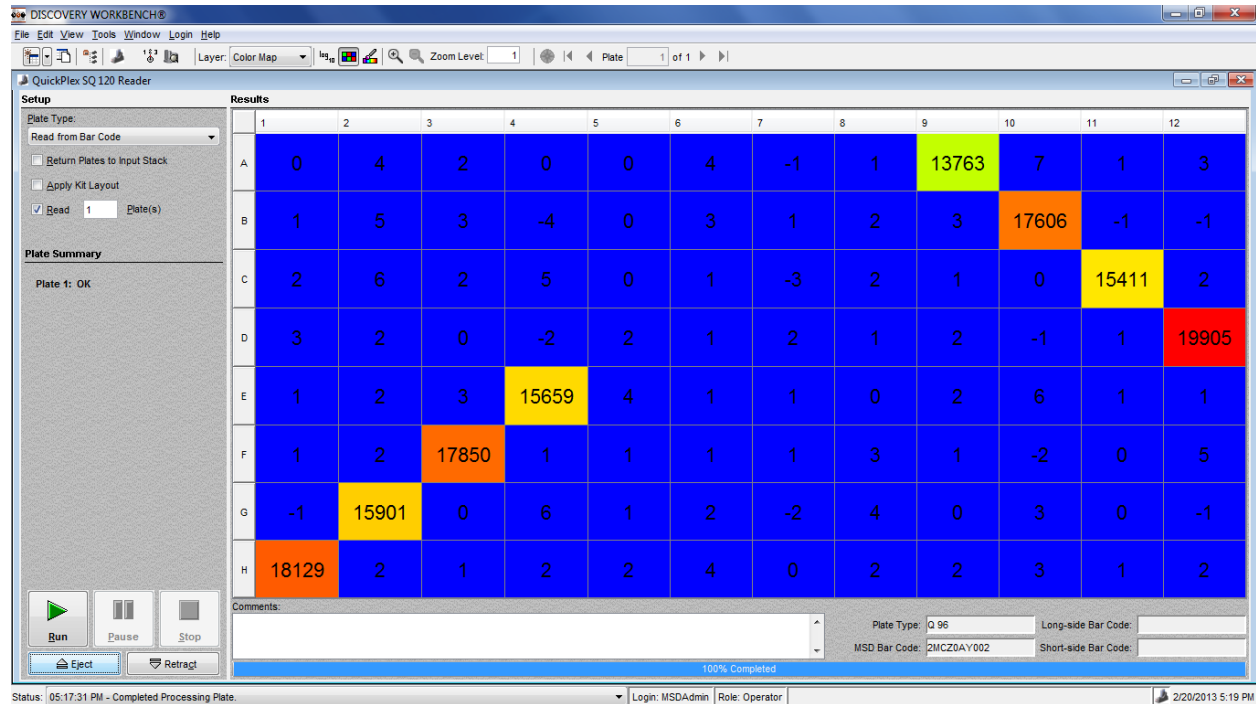 DISCOVERY WORKBENCH®
File Edit View Tools Window Login Help
Layer: Color Map log10 Zoom Level: 1 Plate 1 of 1
QuickPlex SQ 120 Reader
Setup
Plate Type:
Read from Bar Code
Return Plates to Input Stack
Apply Kit Layout
Read 1 Plate(s)
Plate Summary
Plate 1: OK
Run Pause Stop
Eject Retract
Results
1 2 3 4 5 6 7 8 9 10 11 12
A 0 4 2 0 0 4 -1 1 13763 7 1 3
B 1 5 3 -4 0 3 1 2 3 17606 -1 -1
C 2 6 2 5 0 1 -3 2 1 0 15411 2
D 3 2 0 -2 2 1 2 1 2 -1 1 19905
E 1 2 3 15659 4 1 1 0 2 6 1 1
F 1 2 17850 1 1 1 1 3 1 -2 0 5
G -1 15901 0 6 1 2 -2 4 0 3 0 -1
H 18129 2 1 2 2 4 0 2 2 3 1 2
Comments:
Plate Type: Q 96 Long-side Bar Code:
MSD Bar Code: 2MCZ0AY002 Short-side Bar Code:
100% Completed
Status: 05:17:31 PM - Completed Processing Plate. Login: MSDAdmin Role: Operator 2/20/2013 5:19 PM